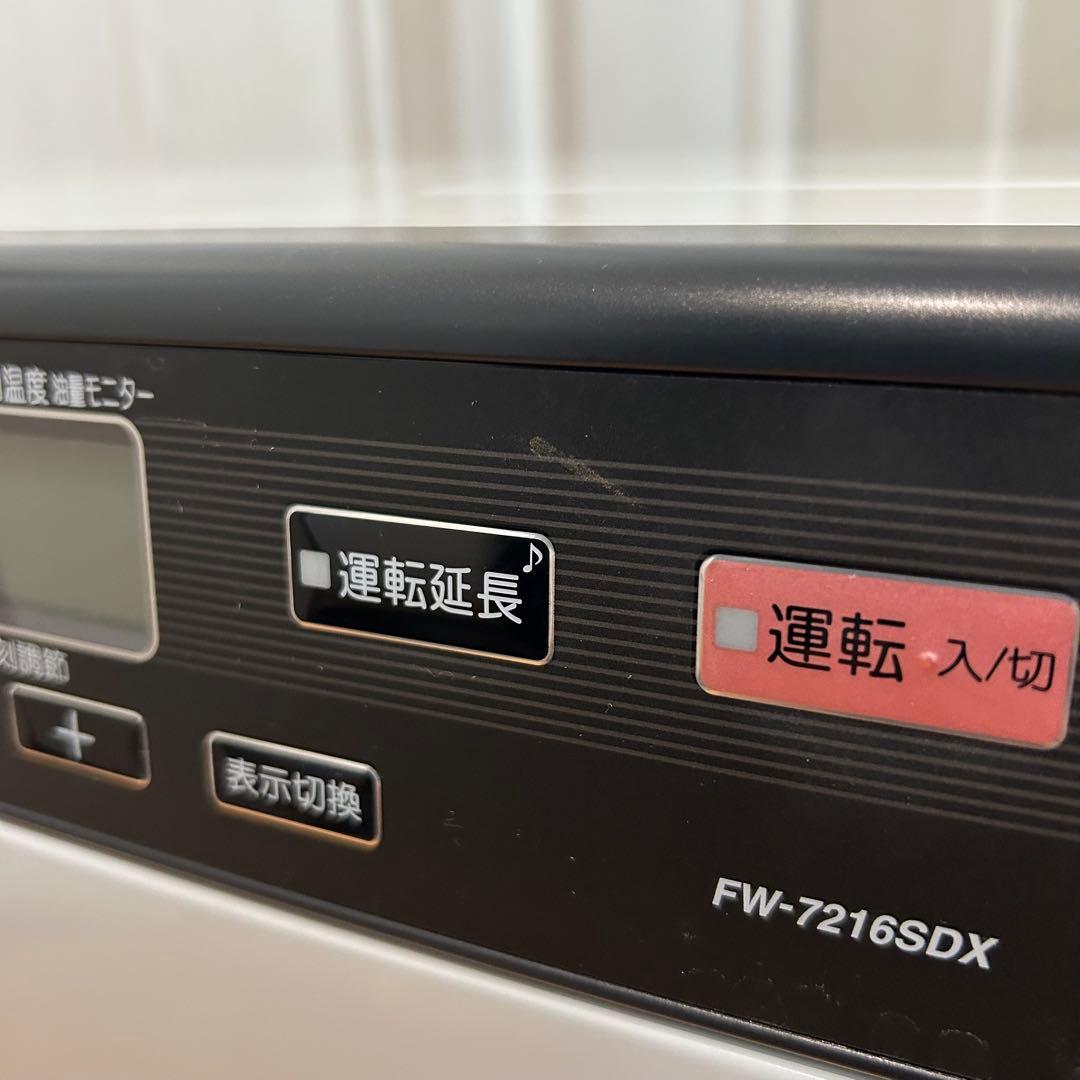 温度 油量モニター
運転延長♪
運転 入/切
刻調節
+
表示切換
FW-7216SDX